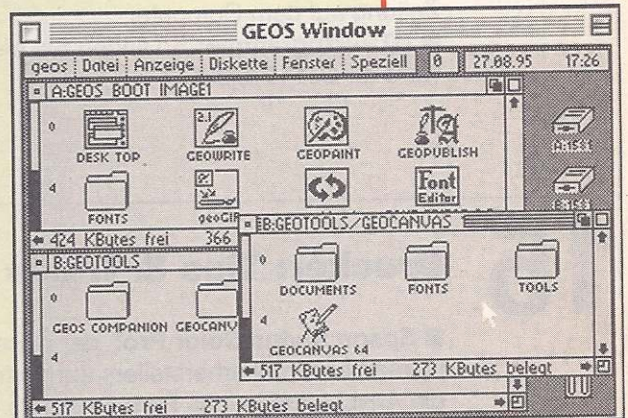 GEOS Window
geos Datei Anzeige Diskette Fenster Speziell 0 27.08.95 17:26
A:GEOS BOOT IMAGE1
0
DESK TOP GEOWRITE GEOPAINT GEOPUBLISH
A:1581
4
Font Editor
B:1581
FONTS geoGIF
424 KBytes frei 366
B:GEOTOOLS/GEOCANVAS
B:GEOTOOLS
0
DOCUMENTS FONTS TOOLS
0
GEOS COMPANION GEOCANV
4
GEOCANVAS 64
4
517 KBytes frei 273 KBytes belegt
517 KBytes frei 273 KBytes belegt